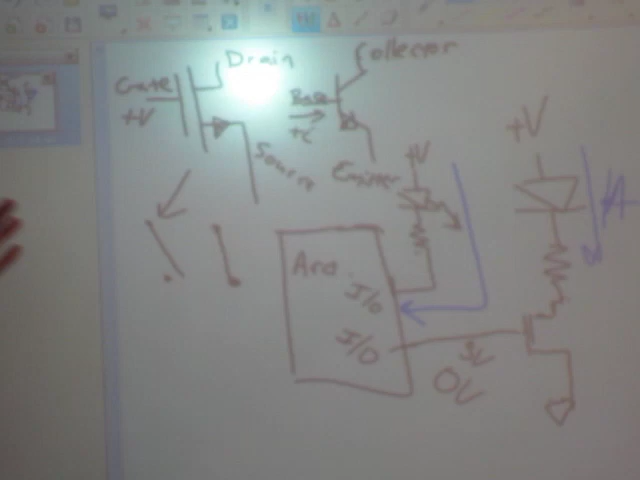 Drain
Collector
Gate
+V
Base
+i
Source
Emitter
+V
+V
A
Ard.
I/O
I/O
5V
0V